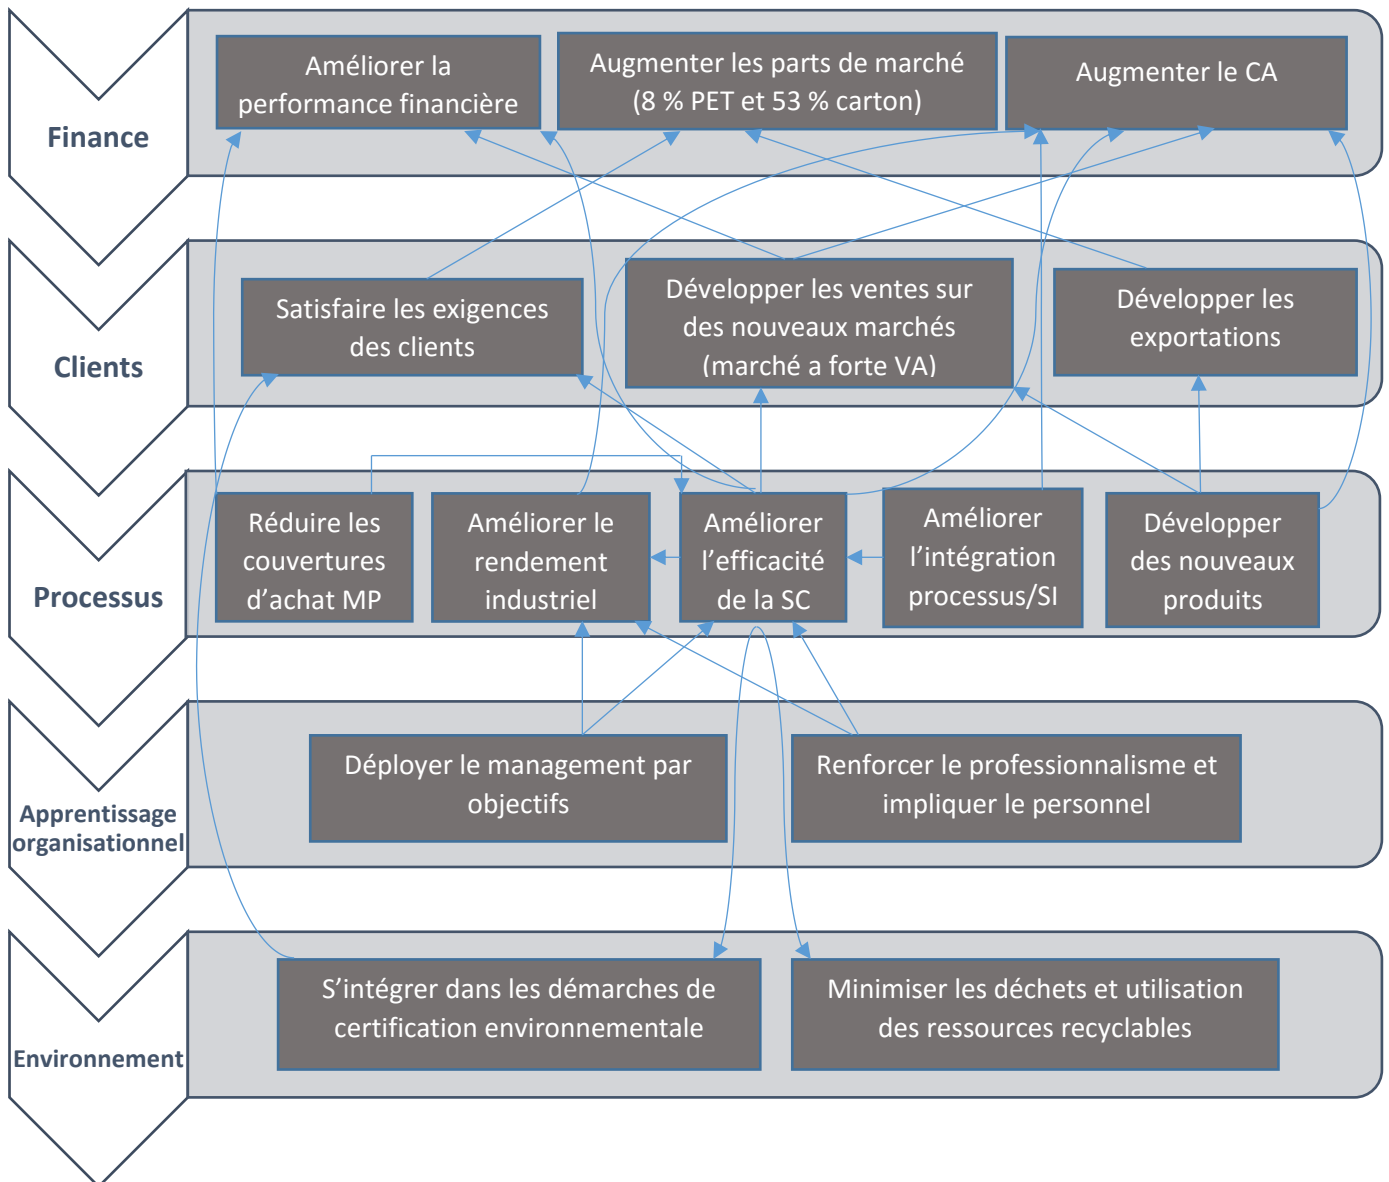 Finance
Améliorer la
performance financière
Augmenter les parts de marché
(8 % PET et 53 % carton)
Augmenter le CA
Clients
Satisfaire les exigences
des clients
Développer les ventes sur
des nouveaux marchés
(marché a forte VA)
Développer les
exportations
Processus
Réduire les
couvertures
d’achat MP
Améliorer le
rendement
industriel
Améliorer
l’efficacité
de la SC
Améliorer
l’intégration
processus/SI
Développer
des nouveaux
produits
Apprentissage
organisationnel
Déployer le management par
objectifs
Renforcer le professionnalisme et
impliquer le personnel
Environnement
S’intégrer dans les démarches de
certification environnementale
Minimiser les déchets et utilisation
des ressources recyclables